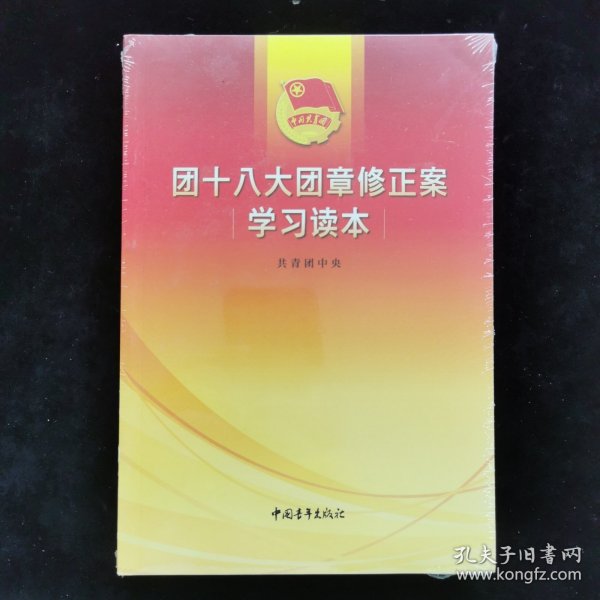 中国共青团
团十八大团章修正案
学习读本
共青团中央
中国青年出版社
孔夫子旧书网
www.kongfz.com